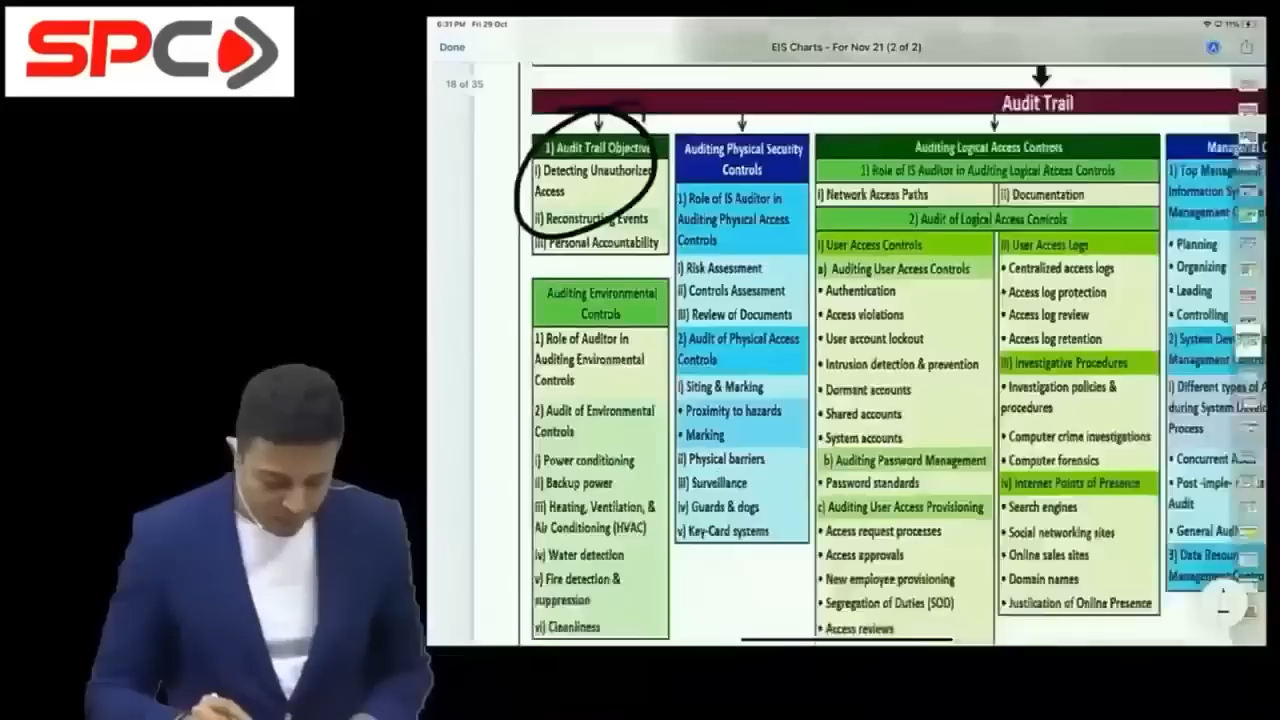 SPC
6:31 PM Fri 29 Oct
11%
Done
EIS Charts - For Nov 21 (2 of 2)
18 of 35
Audit Trail
1) Audit Trail Objective
i) Detecting Unauthorized
Access
ii) Reconstructing Events
iii) Personal Accountability
Auditing Environmental
Controls
1) Role of Auditor in
Auditing Environmental
Controls
2) Audit of Environmental
Controls
i) Power conditioning
ii) Backup power
iii) Heating, Ventilation, &
Air Conditioning (HVAC)
iv) Water detection
v) Fire detection &
suppression
vi) Cleanliness
Auditing Physical Security
Controls
1) Role of IS Auditor in
Auditing Physical Access
Controls
i) Risk Assessment
ii) Controls Assessment
iii) Review of Documents
2) Audit of Physical Access
Controls
i) Siting & Marking
• Proximity to hazards
• Marking
ii) Physical barriers
iii) Surveillance
iv) Guards & dogs
v) Key-Card systems
Auditing Logical Access Controls
1) Role of IS Auditor in Auditing Logical Access Controls
i) Network Access Paths
ii) Documentation
2) Audit of Logical Access Controls
i) User Access Controls
a) Auditing User Access Controls
• Authentication
• Access violations
• User account lockout
• Intrusion detection & prevention
• Dormant accounts
• Shared accounts
• System accounts
b) Auditing Password Management
• Password standards
c) Auditing User Access Provisioning
• Access request processes
• Access approvals
• New employee provisioning
• Segregation of Duties (SOD)
• Access reviews
ii) User Access Logs
• Centralized access logs
• Access log protection
• Access log review
• Access log retention
iii) Investigative Procedures
• Investigation policies &
procedures
• Computer crime investigations
• Computer forensics
iv) Internet Points of Presence
• Search engines
• Social networking sites
• Online sales sites
• Domain names
• Justification of Online Presence
1) Top
Information
Management
• Planning
• Organizing
• Leading
• Controlling
2) System
Management
i) Different types of
during System
Process
• Concurrent
• Post
Audit
• General
3) Data